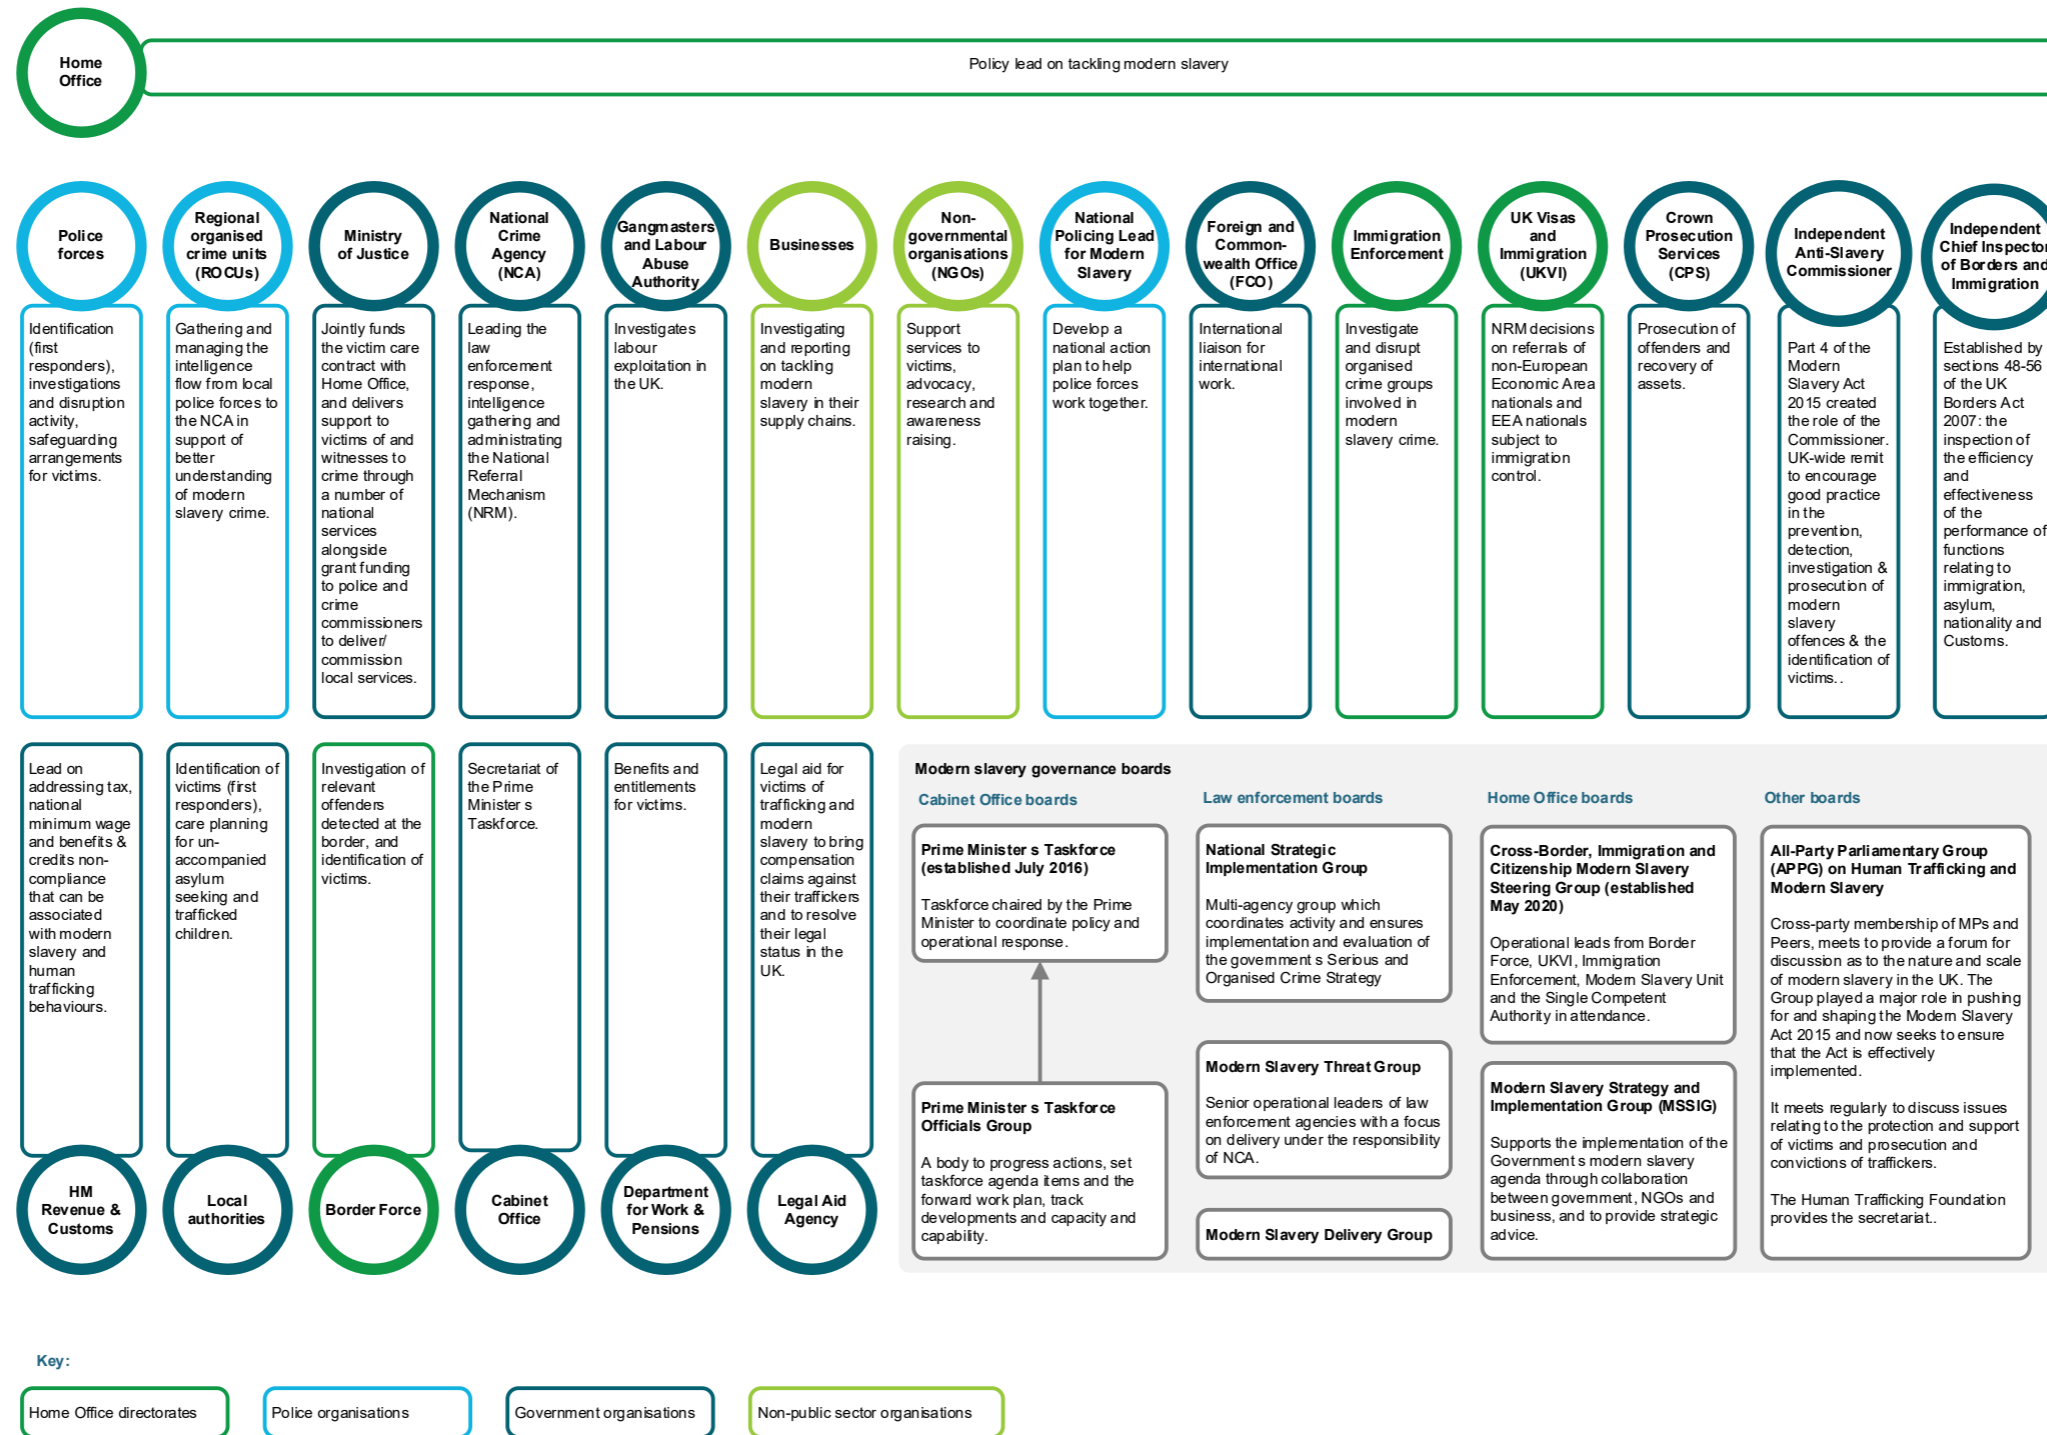 Home
Office
Policy lead on tackling modern slavery
Police
forces
Identification
(first
responders),
investigations
and disruption
activity,
safeguarding
arrangements
for victims.
Regional
organised
crime units
(ROCUs)
Gathering and
managing the
intelligence
flow from local
police forces to
the NCA in
support of
better
understanding
of modern
slavery crime.
Ministry
of Justice
Jointly funds
the victim care
contract with
Home Office,
and delivers
support to
victims of and
witnesses to
crime through
a number of
national
services
alongside
grant funding
to police and
crime
commissioners
to deliver/
commission
local services.
National
Crime
Agency
(NCA)
Leading the
law
enforcement
response,
intelligence
gathering and
administrating
the National
Referral
Mechanism
(NRM).
Gangmasters
and Labour
Abuse
Authority
Investigates
labour
exploitation in
the UK.
Businesses
Investigating
and reporting
on tackling
modern
slavery in their
supply chains.
Non-
governmental
organisations
(NGOs)
Support
services to
victims,
advocacy,
research and
awareness
raising.
National
Policing Lead
for Modern
Slavery
Develop a
national action
plan to help
police forces
work together.
Foreign and
Common-
wealth Office
(FCO)
International
liaison for
international
work.
Immigration
Enforcement
Investigate
and disrupt
organised
crime groups
involved in
modern
slavery crime.
UK Visas
and
Immigration
(UKVI)
NRM decisions
on referrals of
non-European
Economic Area
nationals and
EEA nationals
subject to
immigration
control.
Crown
Prosecution
Services
(CPS)
Prosecution of
offenders and
recovery of
assets.
Independent
Anti-Slavery
Commissioner
Part 4 of the
Modern
Slavery Act
2015 created
the role of the
Commissioner.
UK-wide remit
to encourage
good practice
in the
prevention,
detection,
investigation &
prosecution of
modern
slavery
offences & the
identification of
victims. .
Independent
Chief Inspector
of Borders and
Immigration
Established by
sections 48-56
of the UK
Borders Act
2007: the
inspection of
the efficiency
and
effectiveness
of the
performance of
functions
relating to
immigration,
asylum,
nationality and
Customs.
Lead on
addressing tax,
national
minimum wage
and benefits &
credits non-
compliance
that can be
associated
with modern
slavery and
human
trafficking
behaviours.
HM
Revenue &
Customs
Identification of
victims (first
responders),
care planning
for un-
accompanied
asylum
seeking and
trafficked
children.
Local
authorities
Investigation of
relevant
offenders
detected at the
border, and
identification of
victims.
Border Force
Secretariat of
the Prime
Minister s
Taskforce.
Cabinet
Office
Benefits and
entitlements
for victims.
Department
for Work &
Pensions
Legal aid for
victims of
trafficking and
modern
slavery to bring
compensation
claims against
their traffickers
and to resolve
their legal
status in the
UK.
Legal Aid
Agency
Modern slavery governance boards
Cabinet Office boards
Prime Minister s Taskforce
(established July 2016)
Taskforce chaired by the Prime
Minister to coordinate policy and
operational response.
Prime Minister s Taskforce
Officials Group
A body to progress actions, set
taskforce agenda items and the
forward work plan, track
developments and capacity and
capability.
Law enforcement boards
National Strategic
Implementation Group
Multi-agency group which
coordinates activity and ensures
implementation and evaluation of
the government s Serious and
Organised Crime Strategy
Modern Slavery Threat Group
Senior operational leaders of law
enforcement agencies with a focus
on delivery under the responsibility
of NCA.
Modern Slavery Delivery Group
Home Office boards
Cross-Border, Immigration and
Citizenship Modern Slavery
Steering Group (established
May 2020)
Operational leads from Border
Force, UKVI, Immigration
Enforcement, Modern Slavery Unit
and the Single Competent
Authority in attendance.
Modern Slavery Strategy and
Implementation Group (MSSIG)
Supports the implementation of the
Government s modern slavery
agenda through collaboration
between government, NGOs and
business, and to provide strategic
advice.
Other boards
All-Party Parliamentary Group
(APPG) on Human Trafficking and
Modern Slavery
Cross-party membership of MPs and
Peers, meets to provide a forum for
discussion as to the nature and scale
of modern slavery in the UK. The
Group played a major role in pushing
for and shaping the Modern Slavery
Act 2015 and now seeks to ensure
that the Act is effectively
implemented.
It meets regularly to discuss issues
relating to the protection and support
of victims and prosecution and
convictions of traffickers.
The Human Trafficking Foundation
provides the secretariat..
Key:
Home Office directorates
Police organisations
Government organisations
Non-public sector organisations